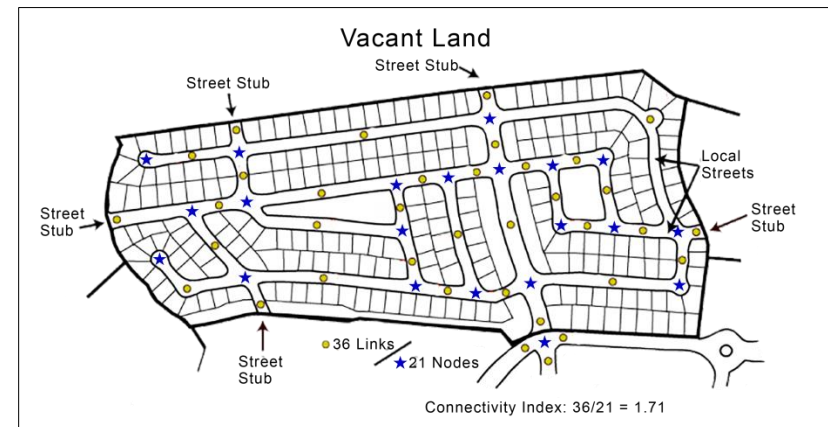 Vacant Land
Street Stub
Street Stub
Local
Streets
Street
Stub
Street
Stub
Street
Stub
36 Links
21 Nodes
Connectivity Index: 36/21 = 1.71